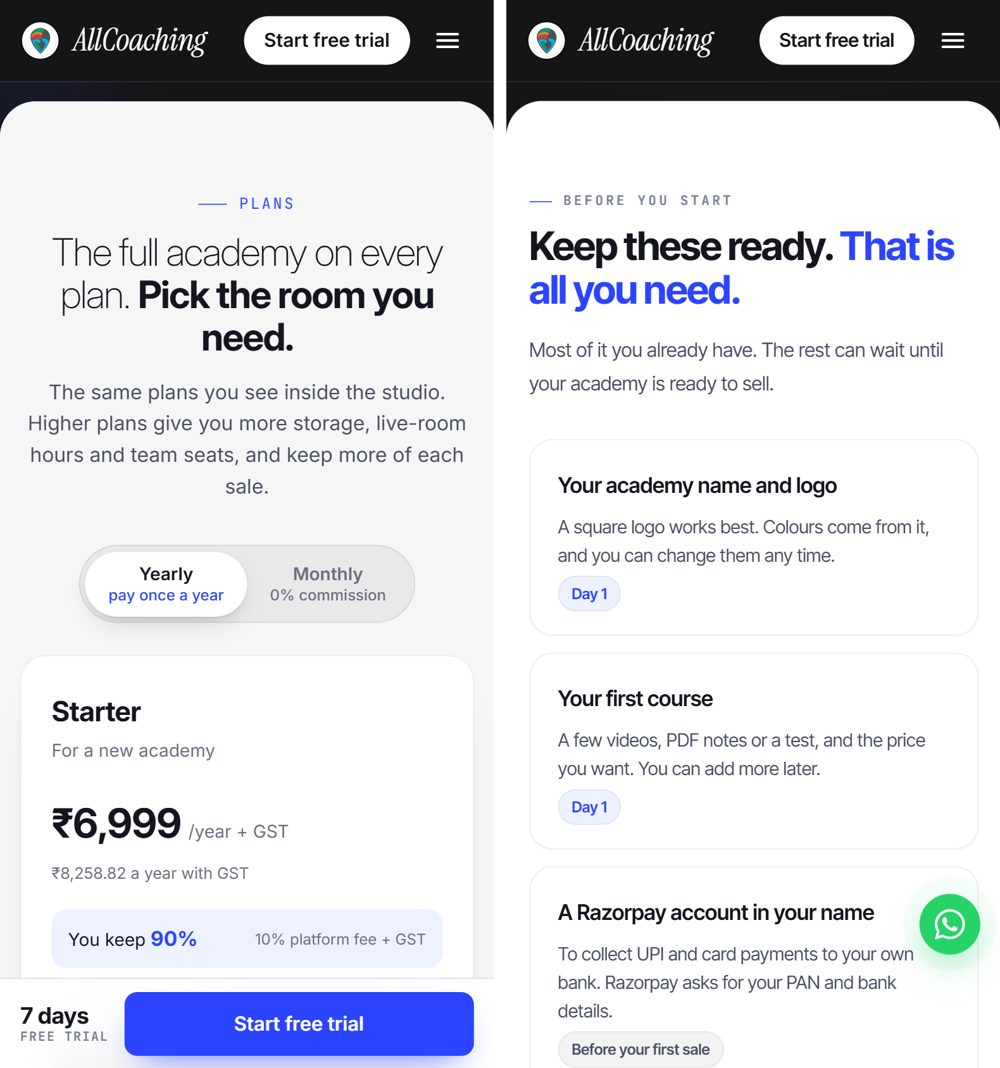 AllCoaching
Start free trial
PLANS
The full academy on every
plan. Pick the room you
need.
The same plans you see inside the studio.
Higher plans give you more storage, live-room
hours and team seats, and keep more of each
sale.
Yearly
pay once a year
Monthly
0% commission
Starter
For a new academy
₹6,999 /year + GST
₹8,258.82 a year with GST
You keep 90%
10% platform fee + GST
7 days
FREE TRIAL
Start free trial
AllCoaching
Start free trial
BEFORE YOU START
Keep these ready. That is
all you need.
Most of it you already have. The rest can wait until
your academy is ready to sell.
Your academy name and logo
A square logo works best. Colours come from it,
and you can change them any time.
Day 1
Your first course
A few videos, PDF notes or a test, and the price
you want. You can add more later.
Day 1
A Razorpay account in your name
To collect UPI and card payments to your own
bank. Razorpay asks for your PAN and bank
details.
Before your first sale